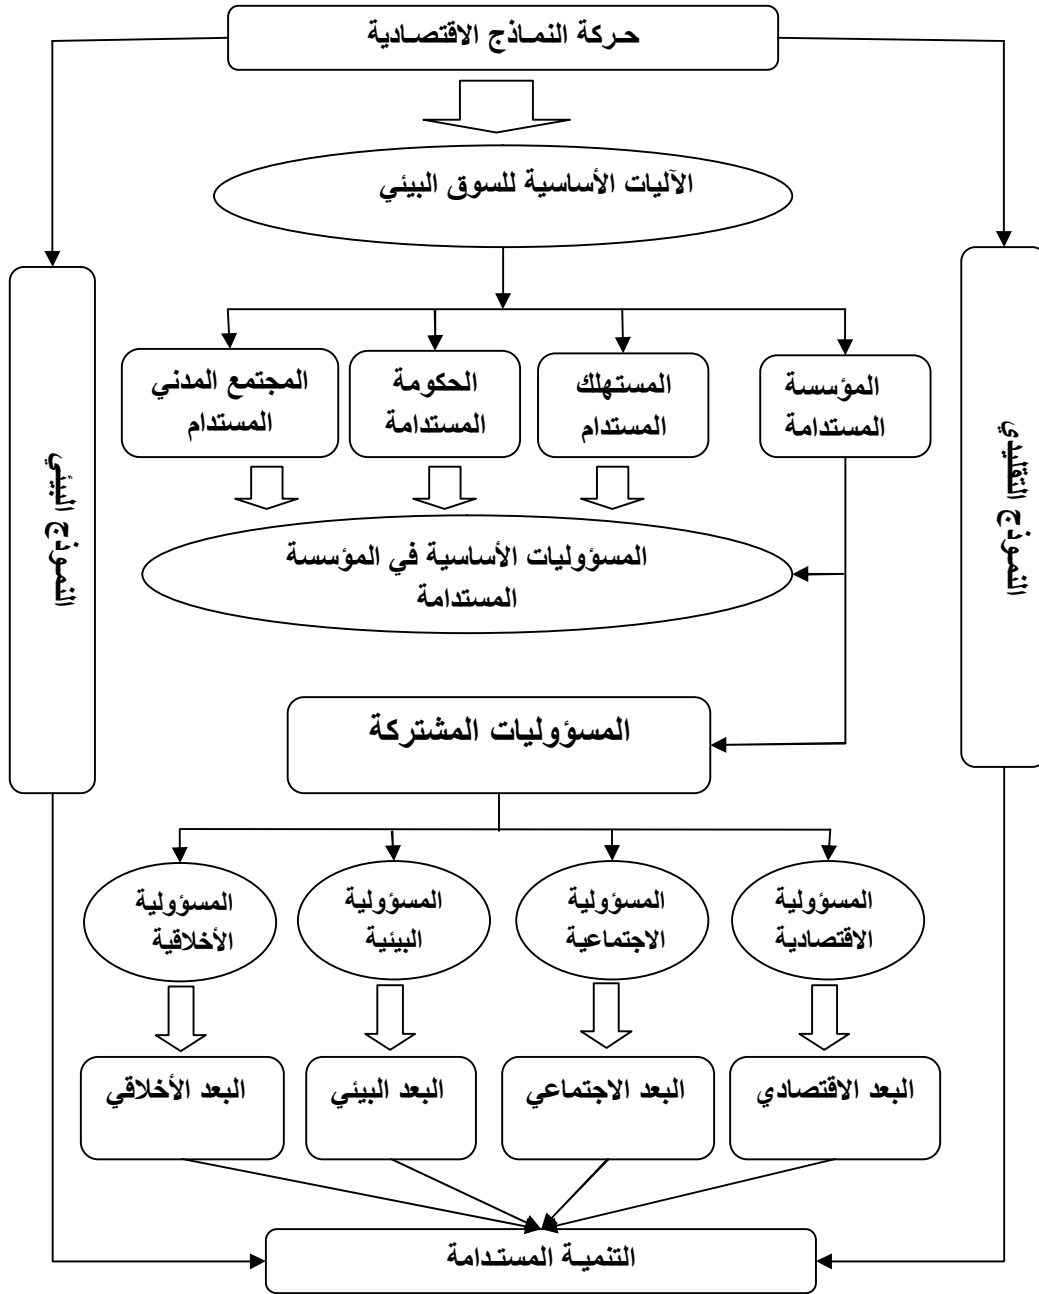 حركة النماذج الاقتصادية
الآليات الأساسية للسوق البيئي
المؤسسة
المستدامة
المستهلك
المستدام
الحكومة
المستدامة
المجتمع المدني
المستدام
النموذج التقليدي
النموذج البيئي
المسؤوليات الأساسية في المؤسسة
المستدامة
المسؤوليات المشتركة
المسؤولية
الاقتصادية
المسؤولية
الاجتماعية
المسؤولية
البيئية
المسؤولية
الأخلاقية
البعد الاقتصادي
البعد الاجتماعي
البعد البيئي
البعد الأخلاقي
التنمية المستدامة